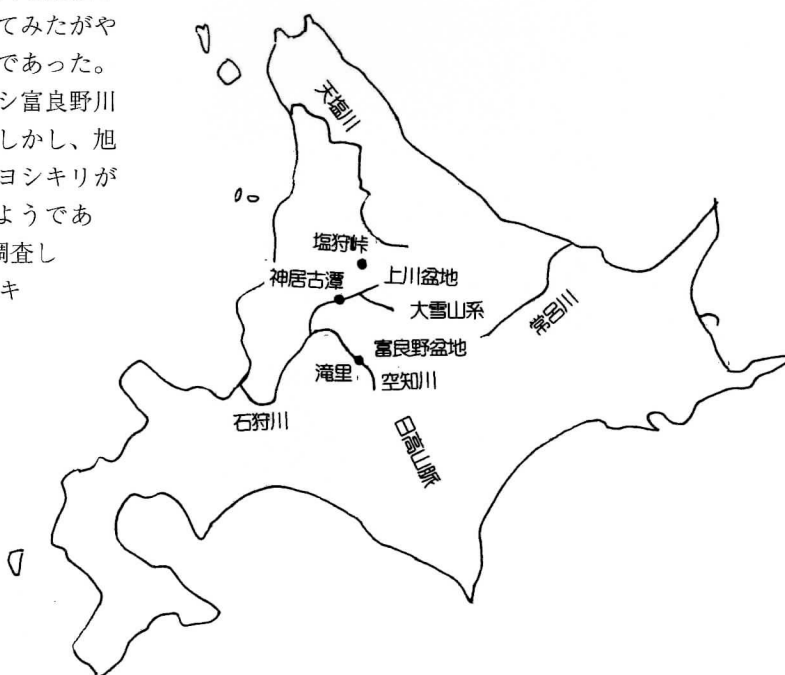 てみたがや
であった。
シ富良野川
しかし、旭
ヨシキリが
ようであ
調査し
キ
天塩川
塩狩峠
神居古潭
上川盆地
大雪山系
常呂川
富良野盆地
滝里
空知川
石狩川
日高山脈